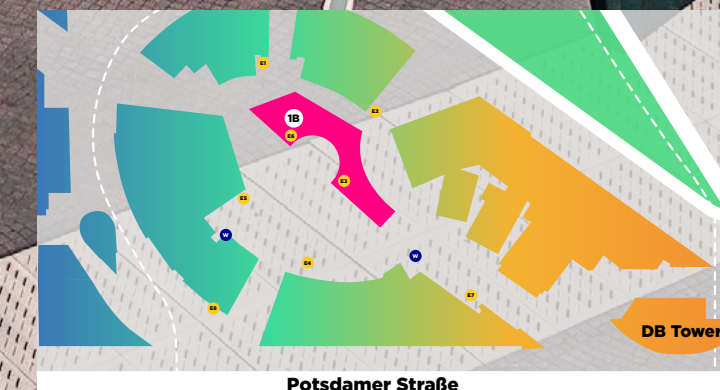 E1
E2
1B
E6
E3
E5
W
W
E4
E7
E8
DB Tower
Potsdamer Straße